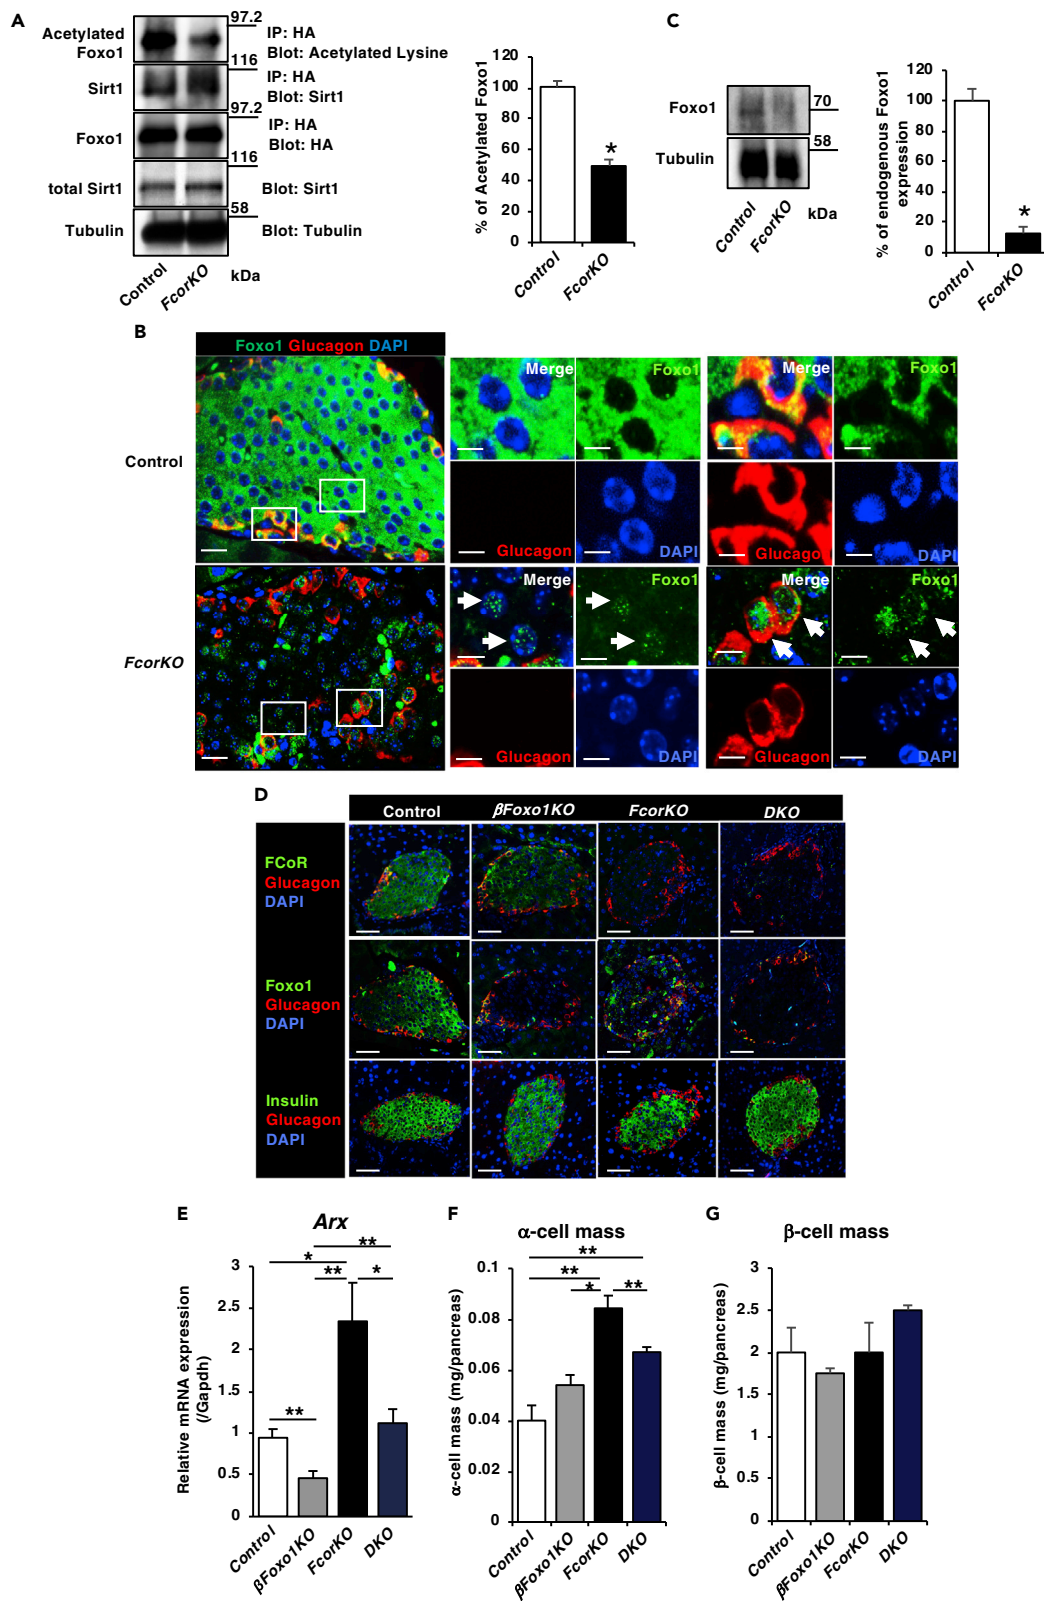 A
97.2
Acetylated
Foxo1
IP: HA
Blot: Acetylated Lysine
116
Sirt1
IP: HA
Blot: Sirt1
97.2
Foxo1
IP: HA
Blot: HA
116
total Sirt1
Blot: Sirt1
58
Tubulin
Blot: Tubulin
Control
FcorKO
kDa
% of Acetylated Foxo1
120
100
80
60
40
20
0
*
Control
FcorKO
C
Foxo1
70
Tubulin
58
Control
FcorKO
kDa
% of endogenous Foxo1
expression
120
100
80
60
40
20
0
*
Control
FcorKO
B
Foxo1 Glucagon DAPI
Control
Merge
Foxo1
Glucagon
DAPI
Merge
Foxo1
Glucagon
DAPI
FcorKO
Merge
Foxo1
Glucagon
DAPI
Merge
Foxo1
Glucagon
DAPI
D
Control
βFoxo1KO
FcorKO
DKO
FCoR
Glucagon
DAPI
Foxo1
Glucagon
DAPI
Insulin
Glucagon
DAPI
E
Arx
Relative mRNA expression
(/Gapdh)
3
2.5
2
1.5
1
0.5
0
**
*
**
*
**
Control
βFoxo1KO
FcorKO
DKO
F
α-cell mass
α-cell mass (mg/pancreas)
0.1
0.08
0.06
0.04
0.02
0
**
**
*
**
Control
βFoxo1KO
FcorKO
DKO
G
β-cell mass
β-cell mass (mg/pancreas)
3
2.5
2
1.5
1
0.5
0
Control
βFoxo1KO
FcorKO
DKO